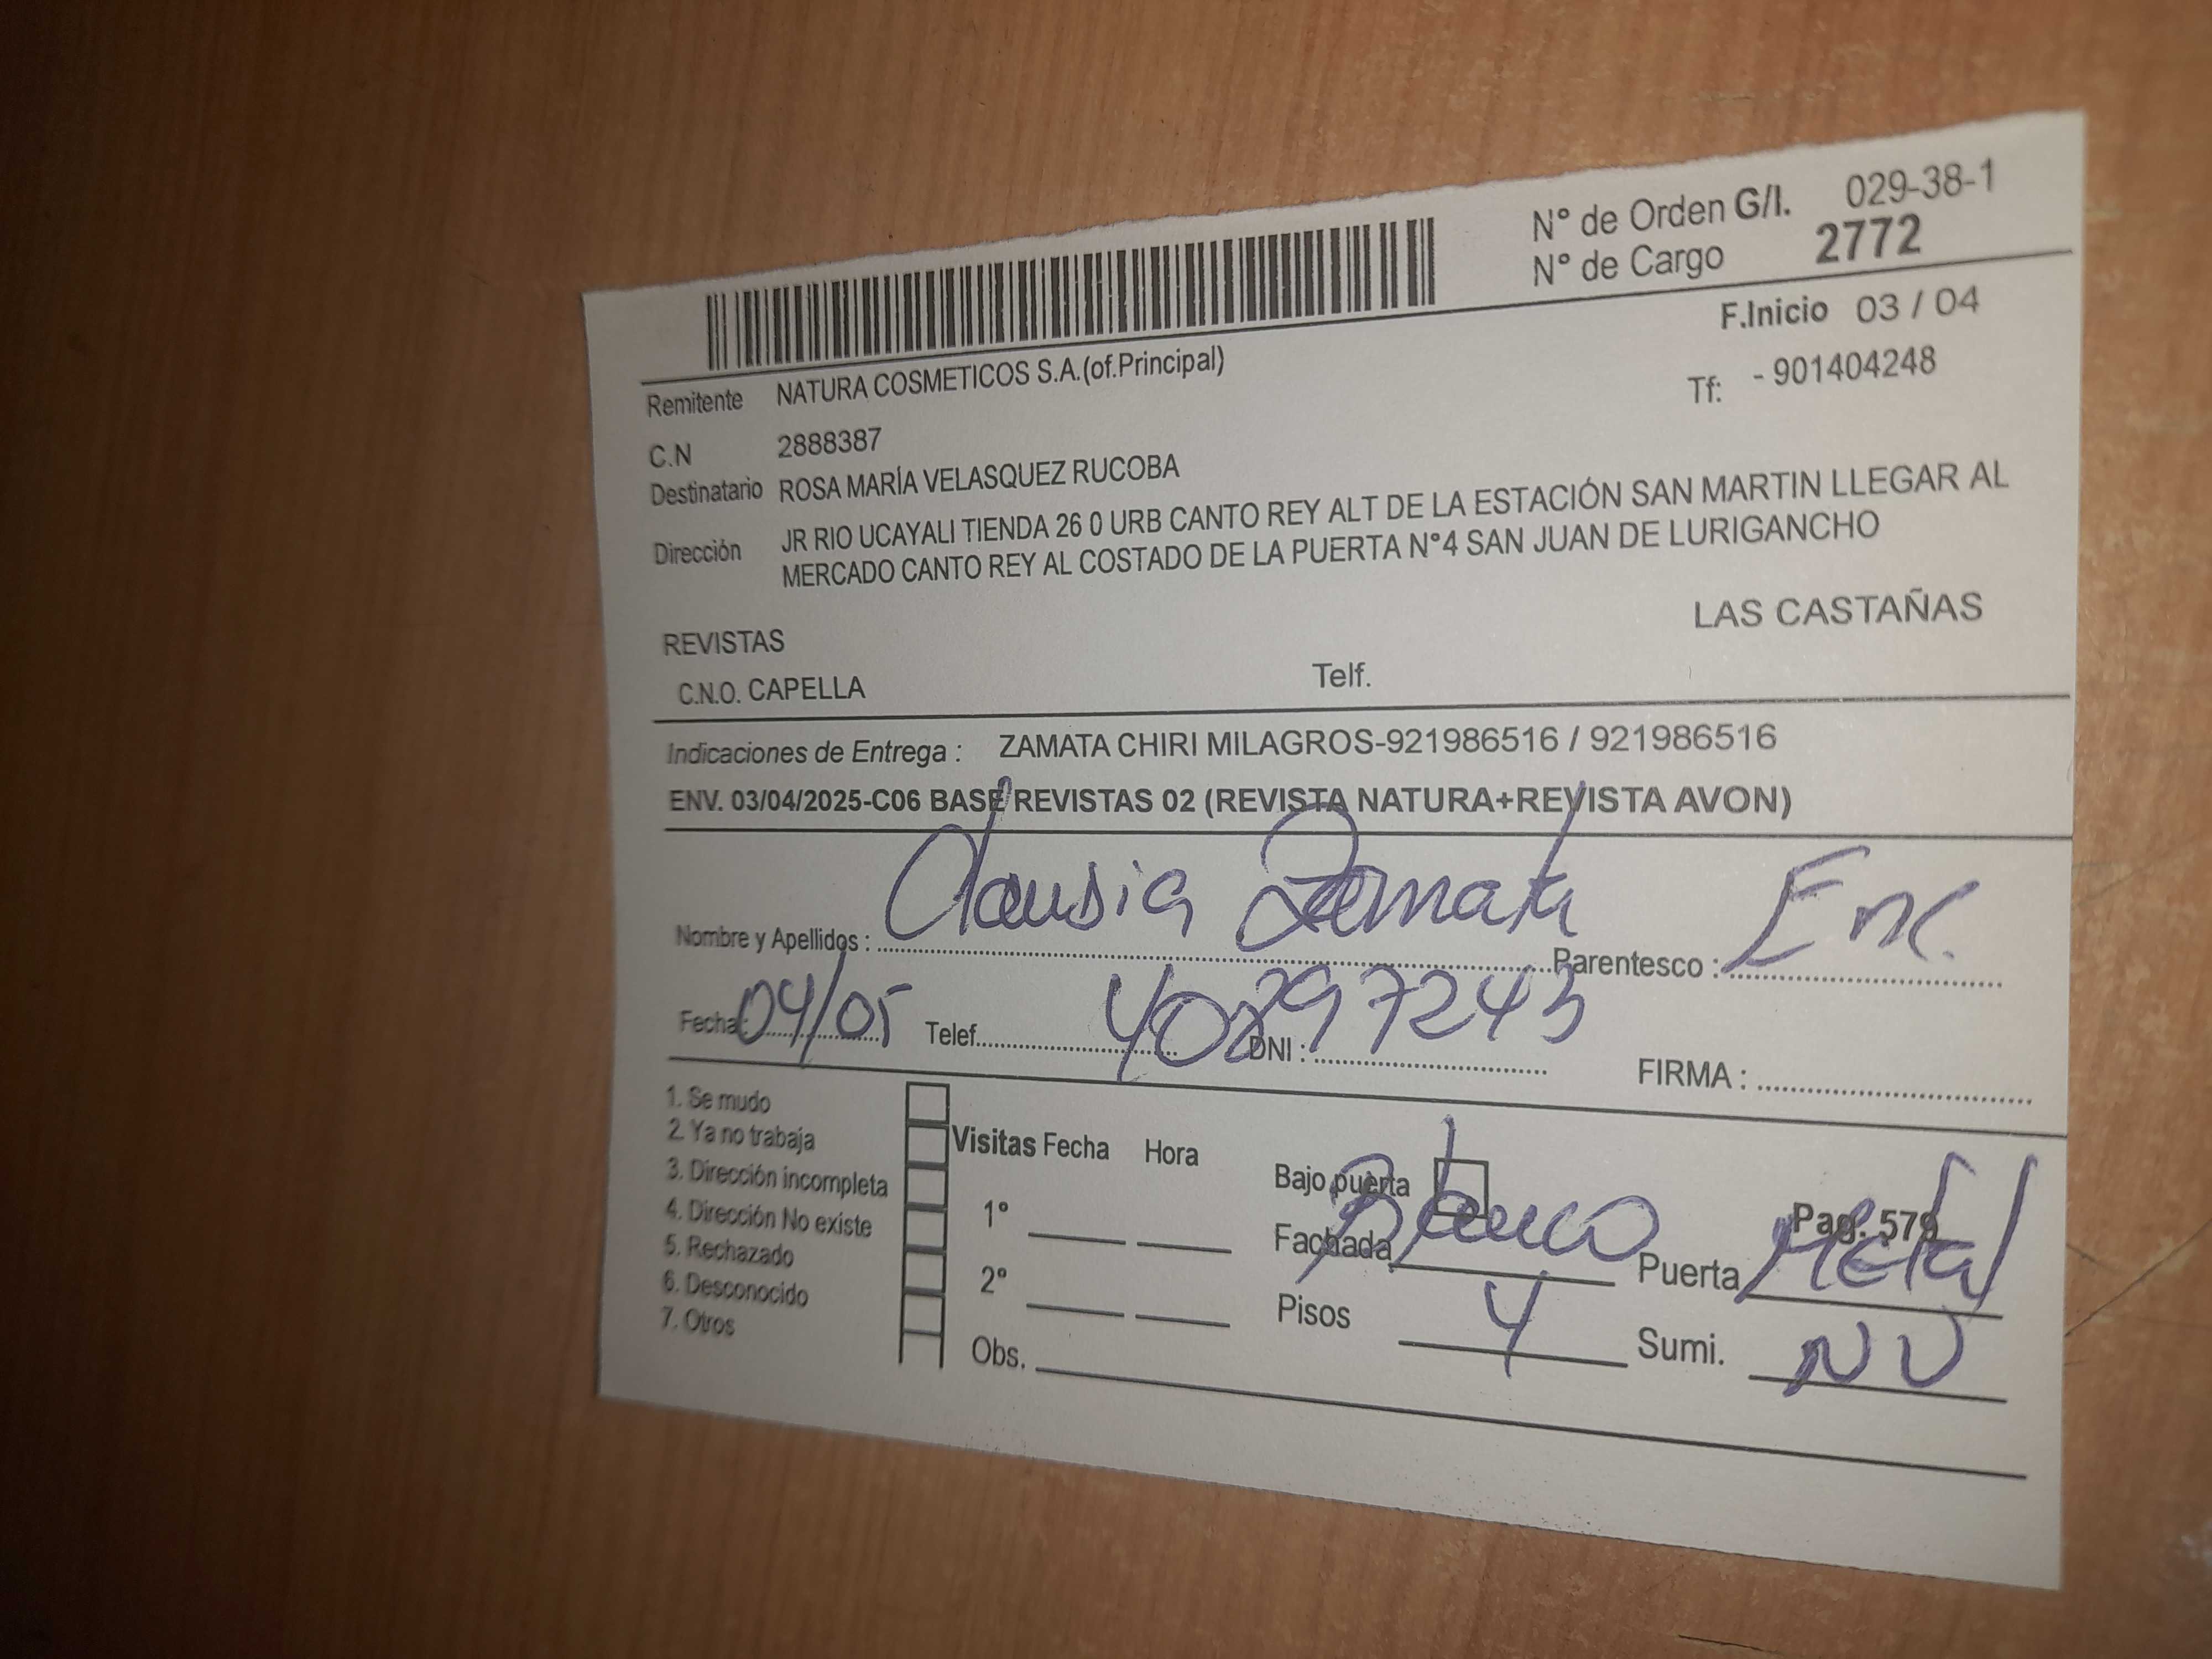 N° de Orden G/I. 029-38-1
N° de Cargo 2772
F.Inicio 03 / 04
Remitente NATURA COSMETICOS S.A.(of.Principal)
Tf: - 901404248
C.N 2888387
Destinatario ROSA MARÍA VELASQUEZ RUCOBA
Dirección JR RIO UCAYALI TIENDA 26 0 URB CANTO REY ALT DE LA ESTACIÓN SAN MARTIN LLEGAR AL
MERCADO CANTO REY AL COSTADO DE LA PUERTA N°4 SAN JUAN DE LURIGANCHO
LAS CASTAÑAS
REVISTAS
C.N.O. CAPELLA Telf.
Indicaciones de Entrega : ZAMATA CHIRI MILAGROS-921986516 / 921986516
ENV. 03/04/2025-C06 BASE REVISTAS 02 (REVISTA NATURA+REVISTA AVON)
Nombre y Apellidos : Clausia Zamata Parentesco : Enc.
Fecha: 04/05 Telef. DNI : 40897243 FIRMA :
1. Se mudo
2. Ya no trabaja
3. Dirección incompleta
4. Dirección No existe
5. Rechazado
6. Desconocido
7. Otros
Visitas Fecha Hora
1°
2°
Obs.
Bajo puerta
Pag. 579
Fachada Blanco Puerta Metal
Pisos 4 Sumi. NV